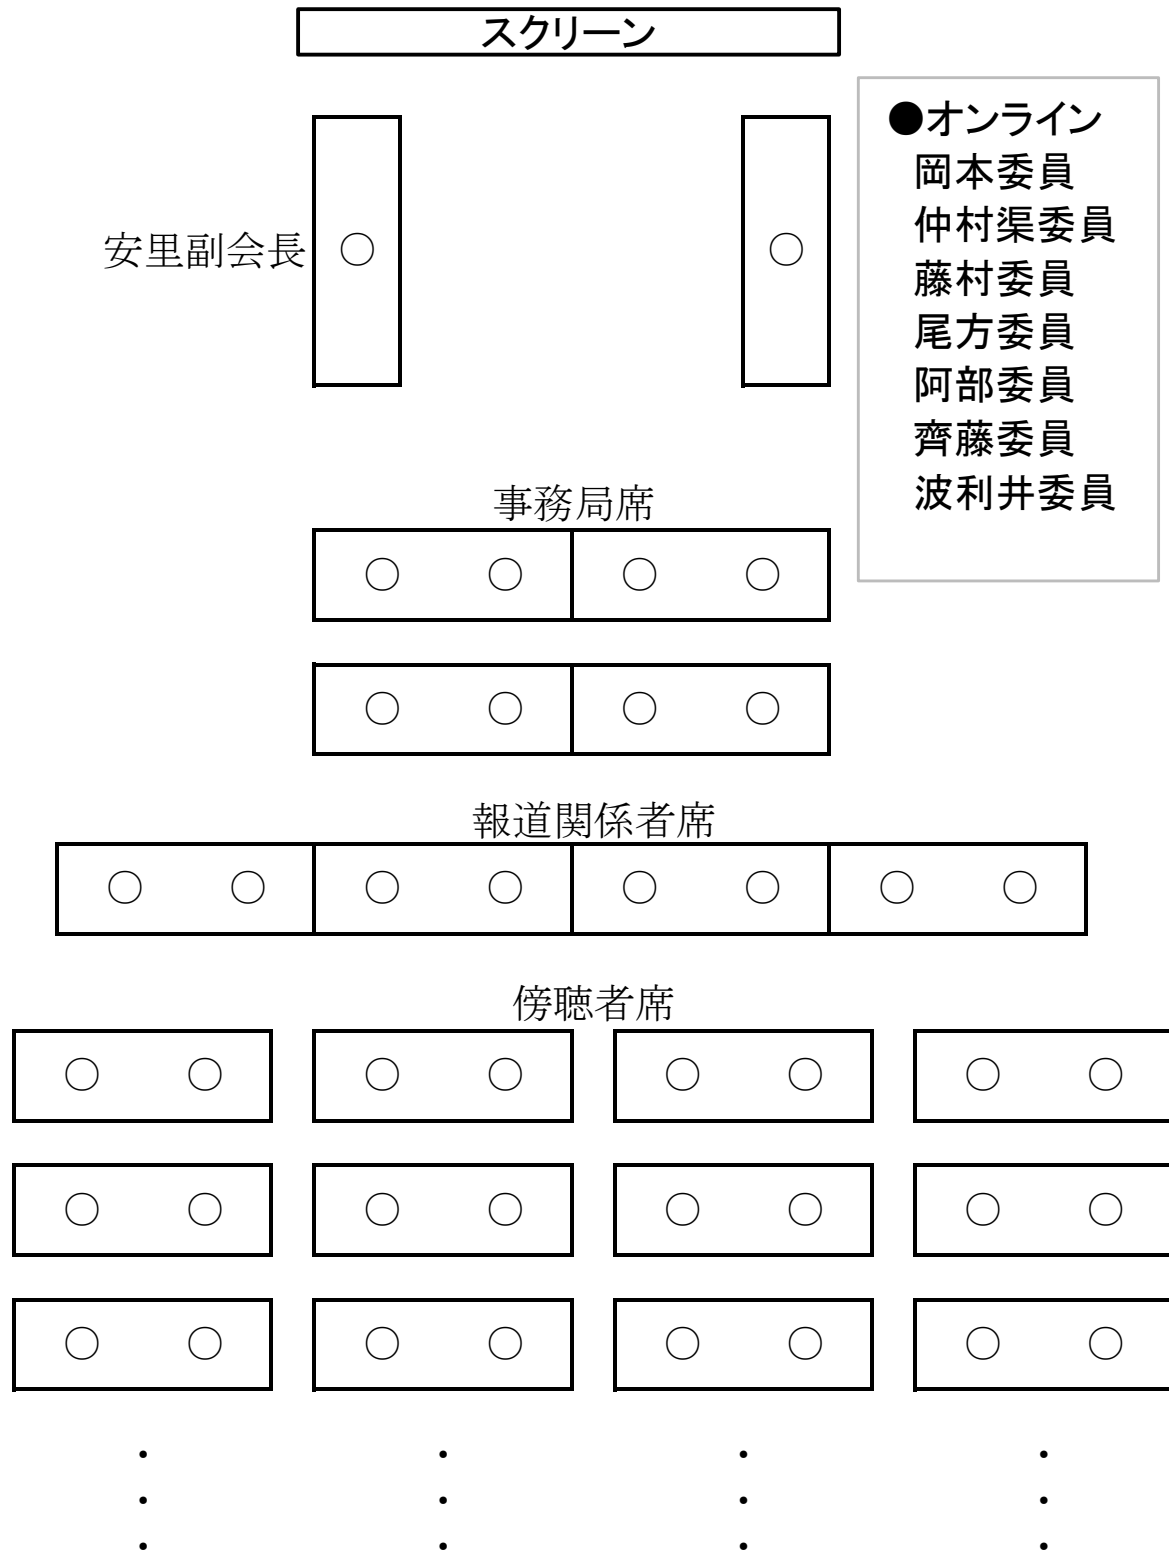 スクリーン
●オンライン
岡本委員
仲村渠委員
藤村委員
尾方委員
阿部委員
齊藤委員
波利井委員
安里副会長 ○ ○
事務局席
○ ○ ○ ○
○ ○ ○ ○
報道関係者席
○ ○ ○ ○ ○ ○ ○ ○
傍聴者席
○ ○ ○ ○ ○ ○ ○ ○
○ ○ ○ ○ ○ ○ ○ ○
○ ○ ○ ○ ○ ○ ○ ○
・ ・ ・ ・
・ ・ ・ ・
・ ・ ・ ・